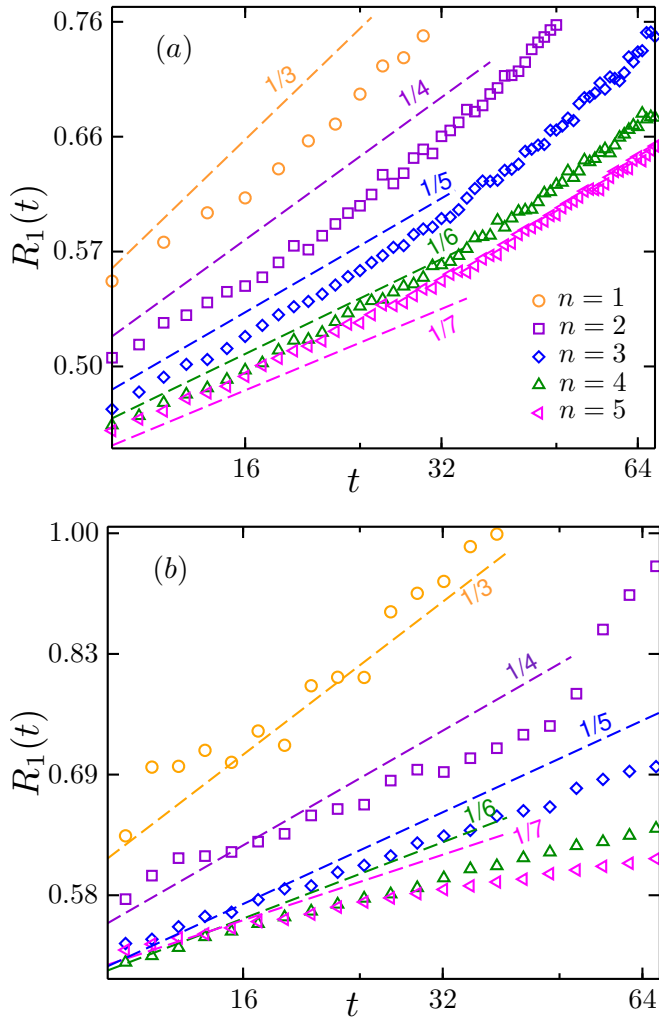 0.76
(a)
1/3
1/4
0.66
1/5
R₁(t)
0.57
1/6
n = 1
1/7
n = 2
0.50
n = 3
n = 4
n = 5
16
t
32
64
1.00
(b)
1/3
0.83
1/4
1/5
R₁(t)
0.69
1/6
1/7
0.58
16
t
32
64